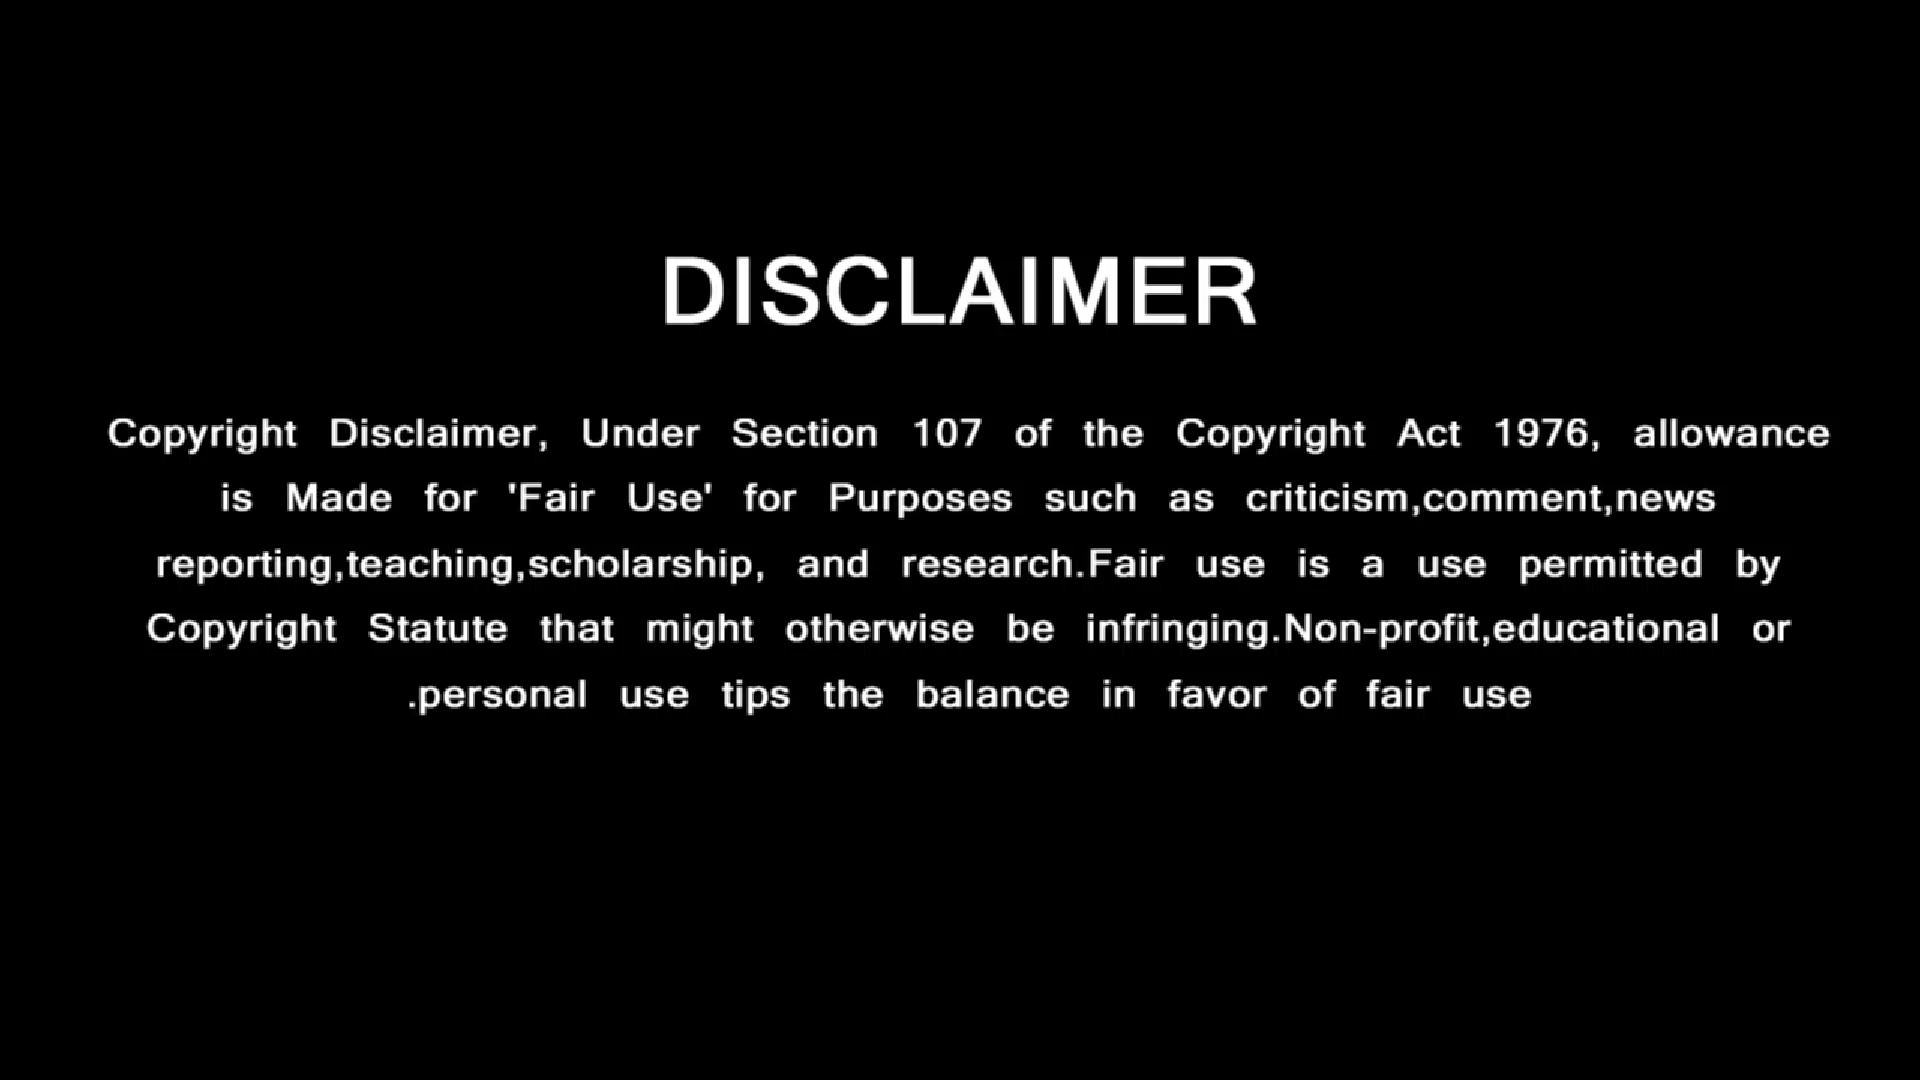 DISCLAIMER
Copyright Disclaimer, Under Section 107 of the Copyright Act 1976, allowance
is Made for 'Fair Use' for Purposes such as criticism,comment,news
reporting,teaching,scholarship, and research.Fair use is a use permitted by
Copyright Statute that might otherwise be infringing.Non-profit,educational or
.personal use tips the balance in favor of fair use